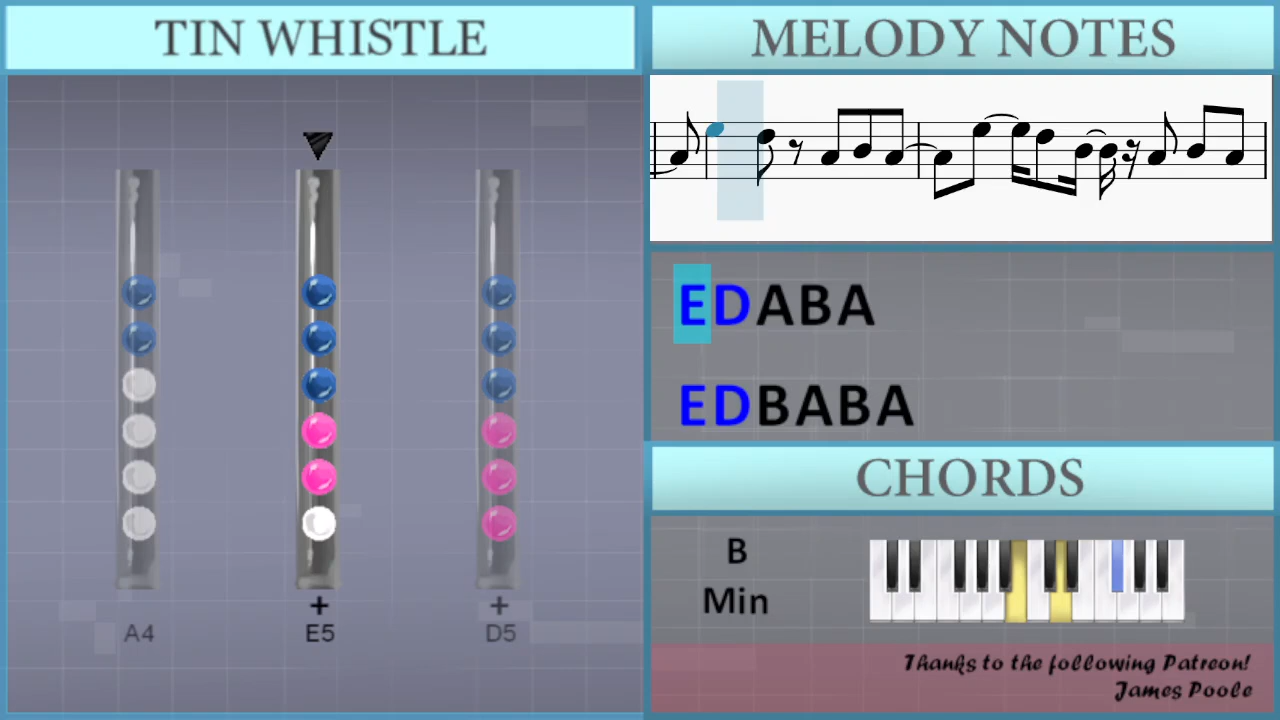 TIN WHISTLE
+
+
A4
E5
D5
MELODY NOTES
EDABA
EDBABA
CHORDS
B
Min
Thanks to the following Patreon!
James Poole